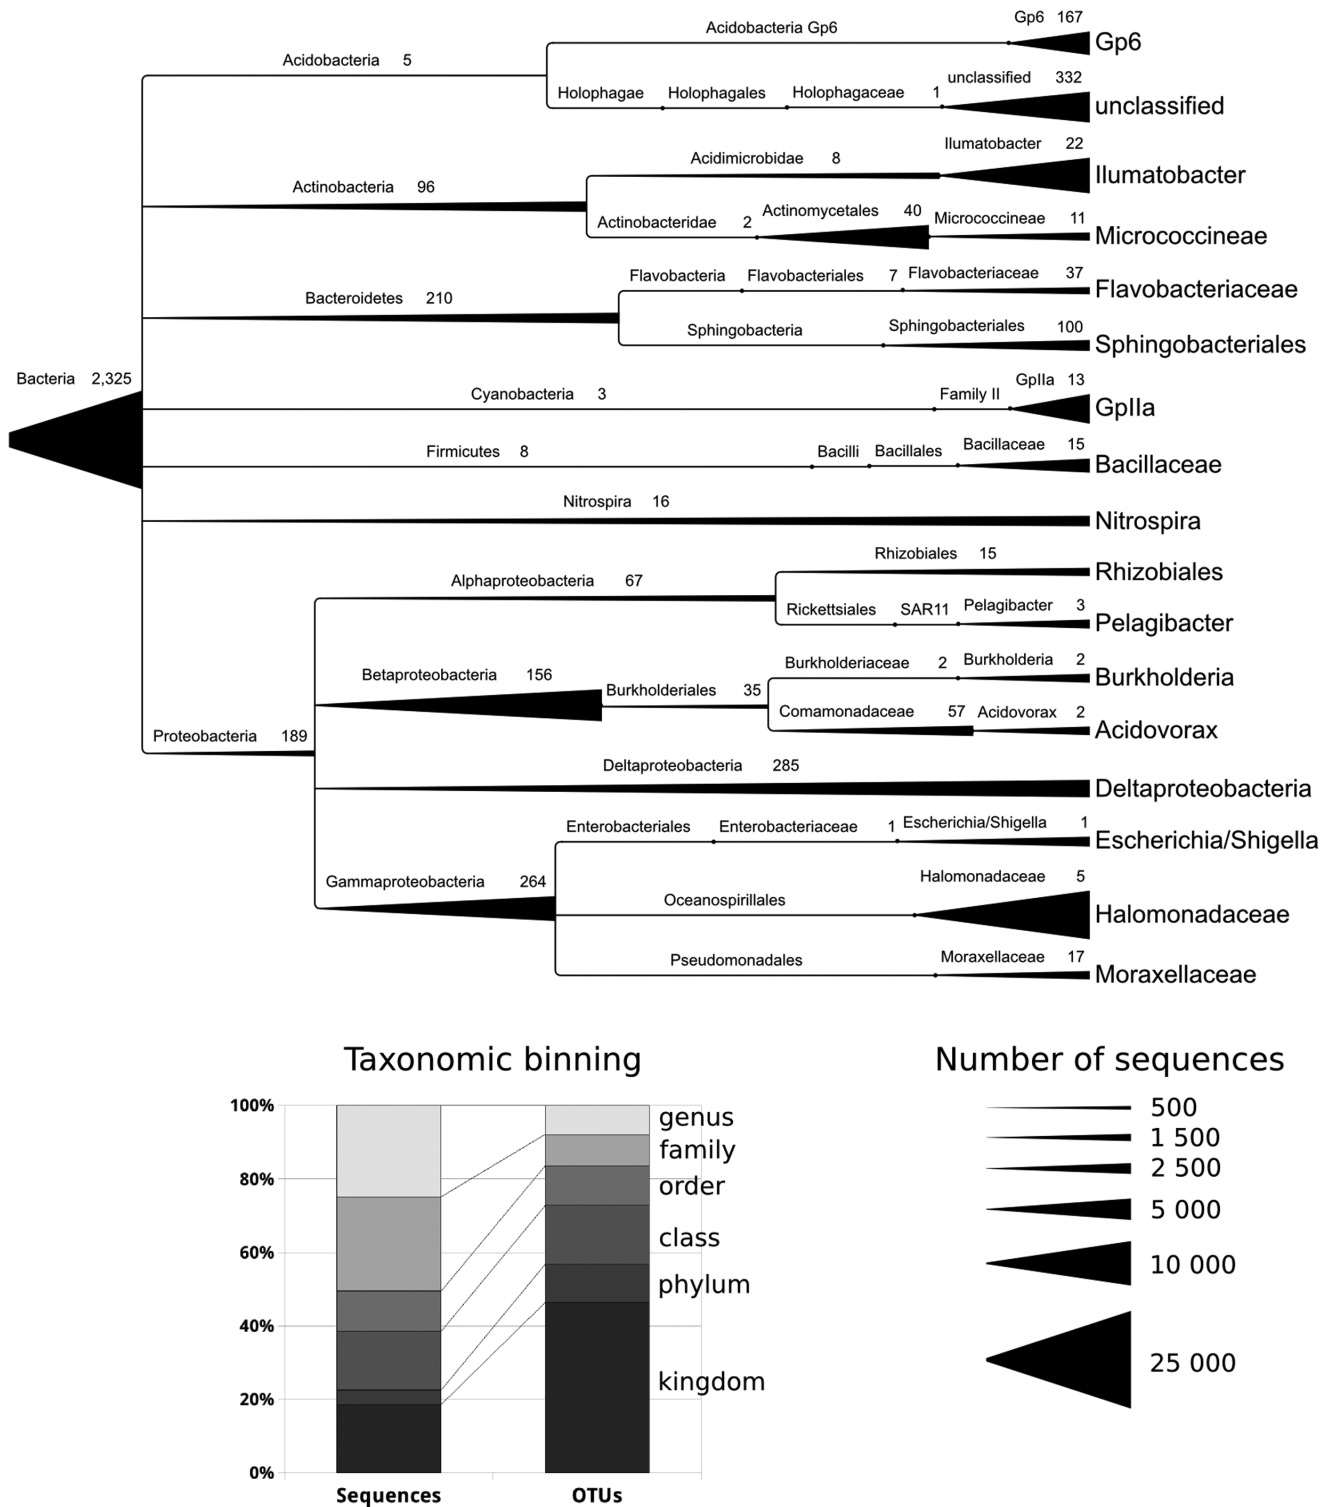 Gp6 167
Acidobacteria Gp6
Gp6
Acidobacteria 5
unclassified 332
Holophagae Holophagales Holophagaceae 1
unclassified
Ilumatobacter 22
Acidimicrobidae 8
Ilumatobacter
Actinobacteria 96
Actinomycetales 40
Micrococcineae 11
Actinobacteridae 2
Micrococcineae
Flavobacteria Flavobacteriales 7 Flavobacteriaceae 37
Flavobacteriaceae
Bacteroidetes 210
Sphingobacteria
Sphingobacteriales 100
Sphingobacteriales
Bacteria 2,325
GpIIa 13
Cyanobacteria 3
Family II
GpIIa
Firmicutes 8
Bacilli Bacillales
Bacillaceae 15
Bacillaceae
Nitrospira 16
Nitrospira
Rhizobiales 15
Rhizobiales
Alphaproteobacteria 67
Rickettsiales SAR11 Pelagibacter 3
Pelagibacter
Burkholderiaceae 2 Burkholderia 2
Burkholderia
Betaproteobacteria 156
Burkholderiales 35
Comamonadaceae 57 Acidovorax 2
Acidovorax
Proteobacteria 189
Deltaproteobacteria 285
Deltaproteobacteria
Enterobacteriales Enterobacteriaceae 1 Escherichia/Shigella 1
Escherichia/Shigella
Gammaproteobacteria 264
Halomonadaceae 5
Oceanospirillales
Halomonadaceae
Pseudomonadales
Moraxellaceae 17
Moraxellaceae
Taxonomic binning
100%
80%
60%
40%
20%
0%
genus
family
order
class
phylum
kingdom
Sequences OTUs
Number of sequences
500
1 500
2 500
5 000
10 000
25 000